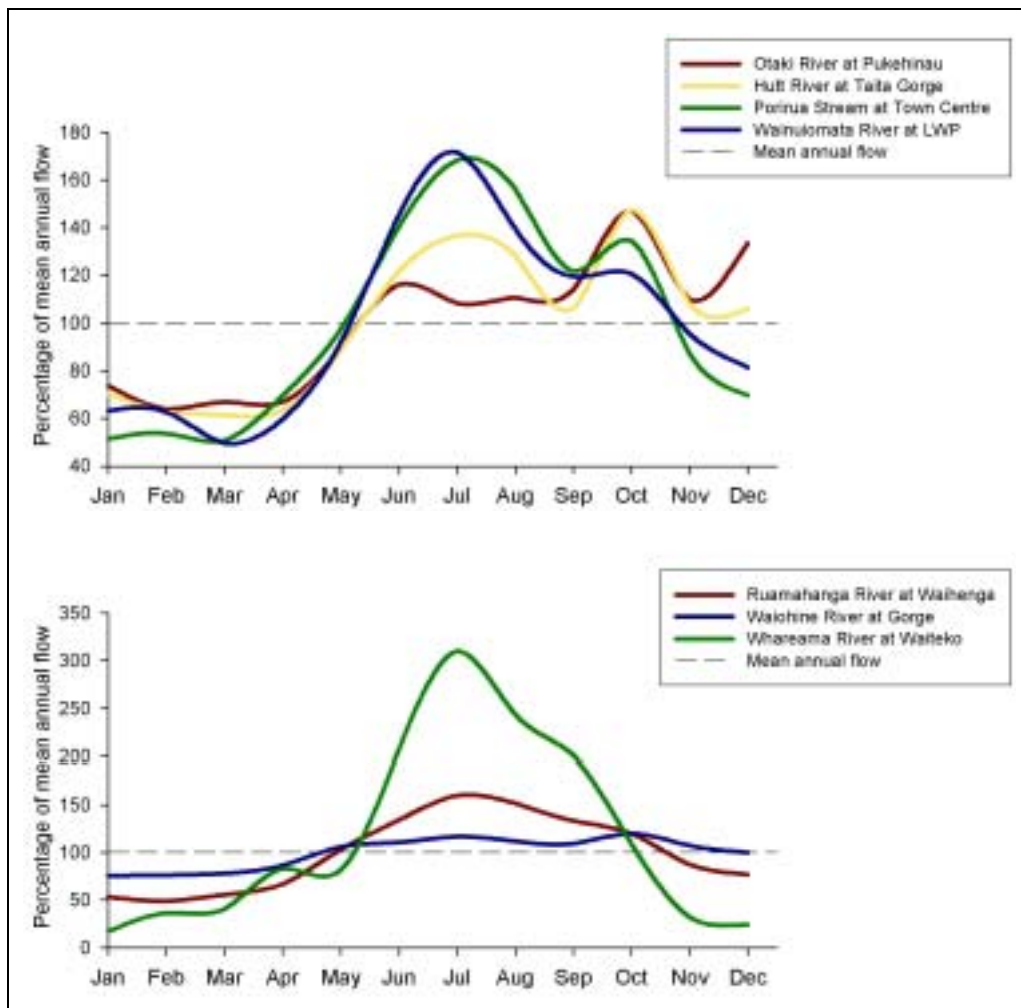 Otaki River at Pukehinau
Hutt River at Taita Gorge
Porirua Stream at Town Centre
Wainuiomata River at LWP
Mean annual flow
Percentage of mean annual flow
180
160
140
120
100
80
60
40
Jan Feb Mar Apr May Jun Jul Aug Sep Oct Nov Dec
Ruamahanga River at Waihenga
Waiohine River at Gorge
Whareama River at Waiteko
Mean annual flow
Percentage of mean annual flow
350
300
250
200
150
100
50
0
Jan Feb Mar Apr May Jun Jul Aug Sep Oct Nov Dec